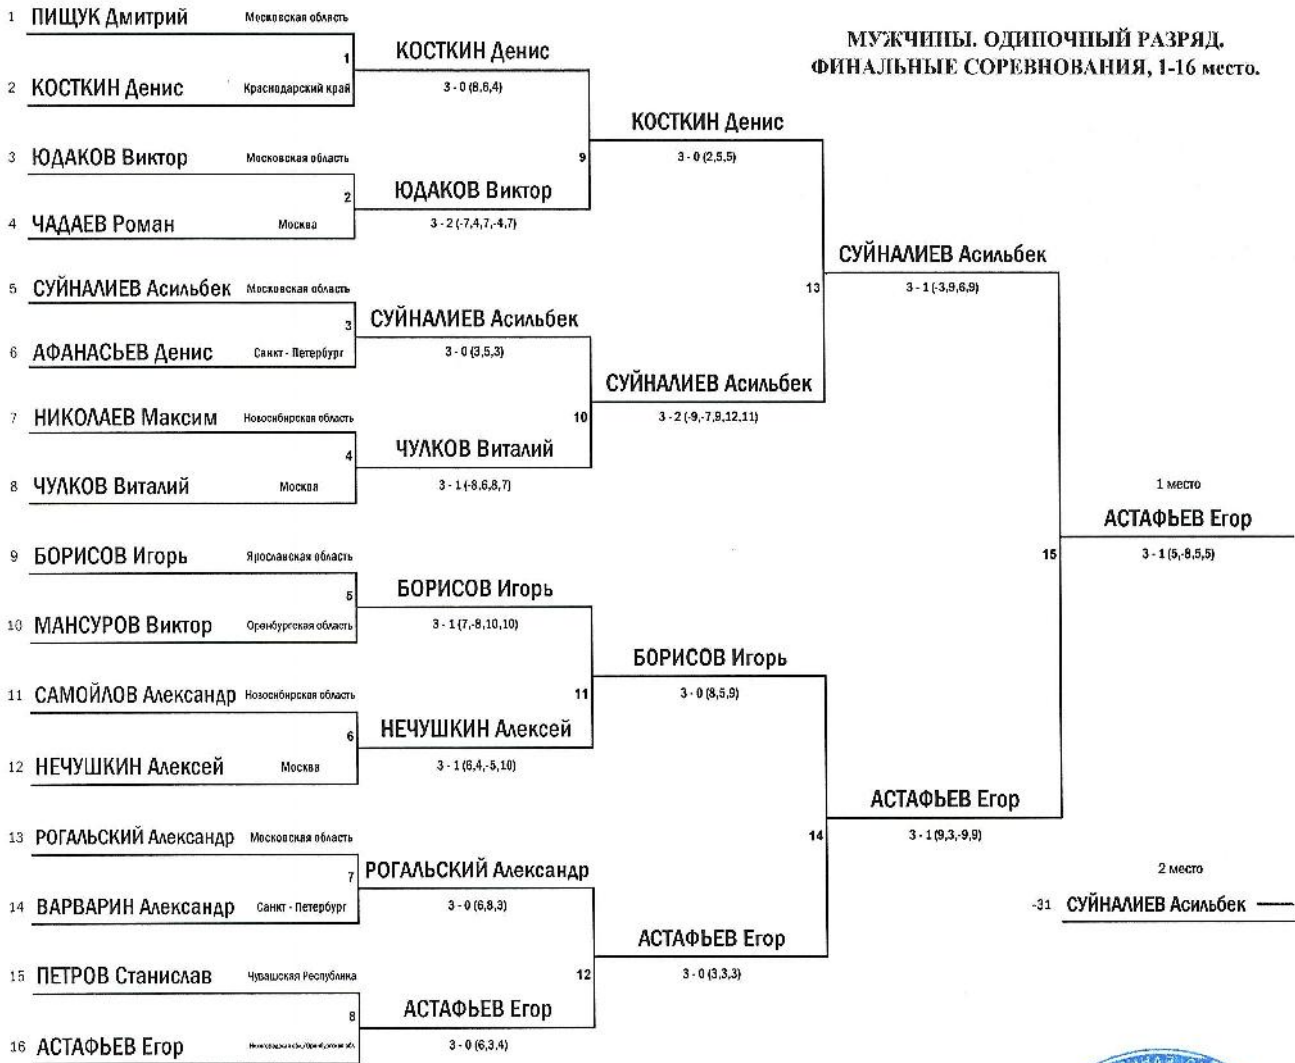 МУЖЧИНЫ. ОДИНОЧНЫЙ РАЗРЯД.
ФИНАЛЬНЫЕ СОРЕВНОВАНИЯ, 1-16 место.
1 ПИЩУК Дмитрий Московская область
1
КОСТКИН Денис
3 - 0 (8,6,4)
2 КОСТКИН Денис Краснодарский край
КОСТКИН Денис
9
3 - 0 (2,5,5)
3 ЮДАКОВ Виктор Московская область
2
ЮДАКОВ Виктор
3 - 2 (-7,4,7,-4,7)
4 ЧАДАЕВ Роман Москва
СУЙНАЛИЕВ Асильбек
13
3 - 1 (-3,9,6,9)
5 СУЙНАЛИЕВ Асильбек Московская область
3
СУЙНАЛИЕВ Асильбек
3 - 0 (3,5,3)
6 АФАНАСЬЕВ Денис Санкт - Петербург
СУЙНАЛИЕВ Асильбек
10
3 - 2 (-9,-7,9,12,11)
7 НИКОЛАЕВ Максим Новосибирская область
4
ЧУЛКОВ Виталий
3 - 1 (-8,6,8,7)
8 ЧУЛКОВ Виталий Москва
1 место
АСТАФЬЕВ Егор
15
3 - 1 (5,-8,5,5)
9 БОРИСОВ Игорь Ярославская область
5
БОРИСОВ Игорь
3 - 1 (7,-8,10,10)
10 МАНСУРОВ Виктор Оренбургская область
БОРИСОВ Игорь
11
3 - 0 (8,5,9)
11 САМОЙЛОВ Александр Новосибирская область
6
НЕЧУШКИН Алексей
3 - 1 (6,4,-5,10)
12 НЕЧУШКИН Алексей Москва
АСТАФЬЕВ Егор
14
3 - 1 (9,3,-9,9)
13 РОГАЛЬСКИЙ Александр Московская область
7
РОГАЛЬСКИЙ Александр
3 - 0 (6,8,3)
14 ВАРВАРИН Александр Санкт - Петербург
2 место
-31 СУЙНАЛИЕВ Асильбек
АСТАФЬЕВ Егор
12
3 - 0 (3,3,3)
15 ПЕТРОВ Станислав Чувашская Республика
8
АСТАФЬЕВ Егор
3 - 0 (6,3,4)
16 АСТАФЬЕВ Егор